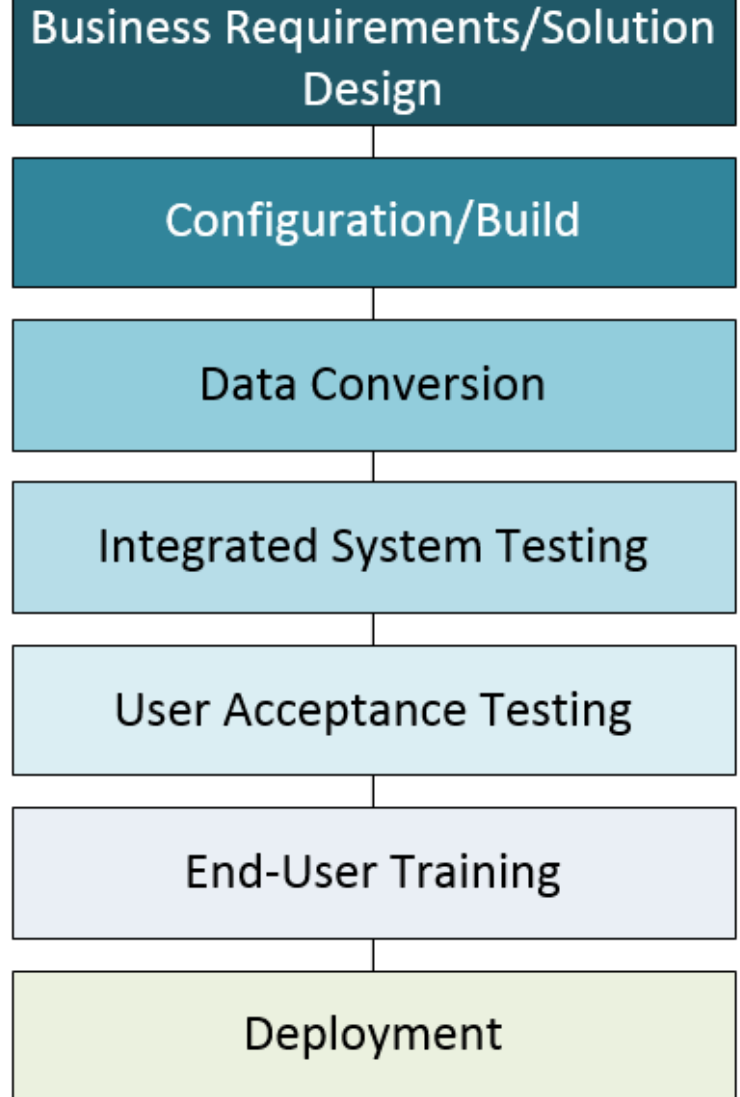 Business Requirements/Solution
Design
Configuration/Build
Data Conversion
Integrated System Testing
User Acceptance Testing
End-User Training
Deployment